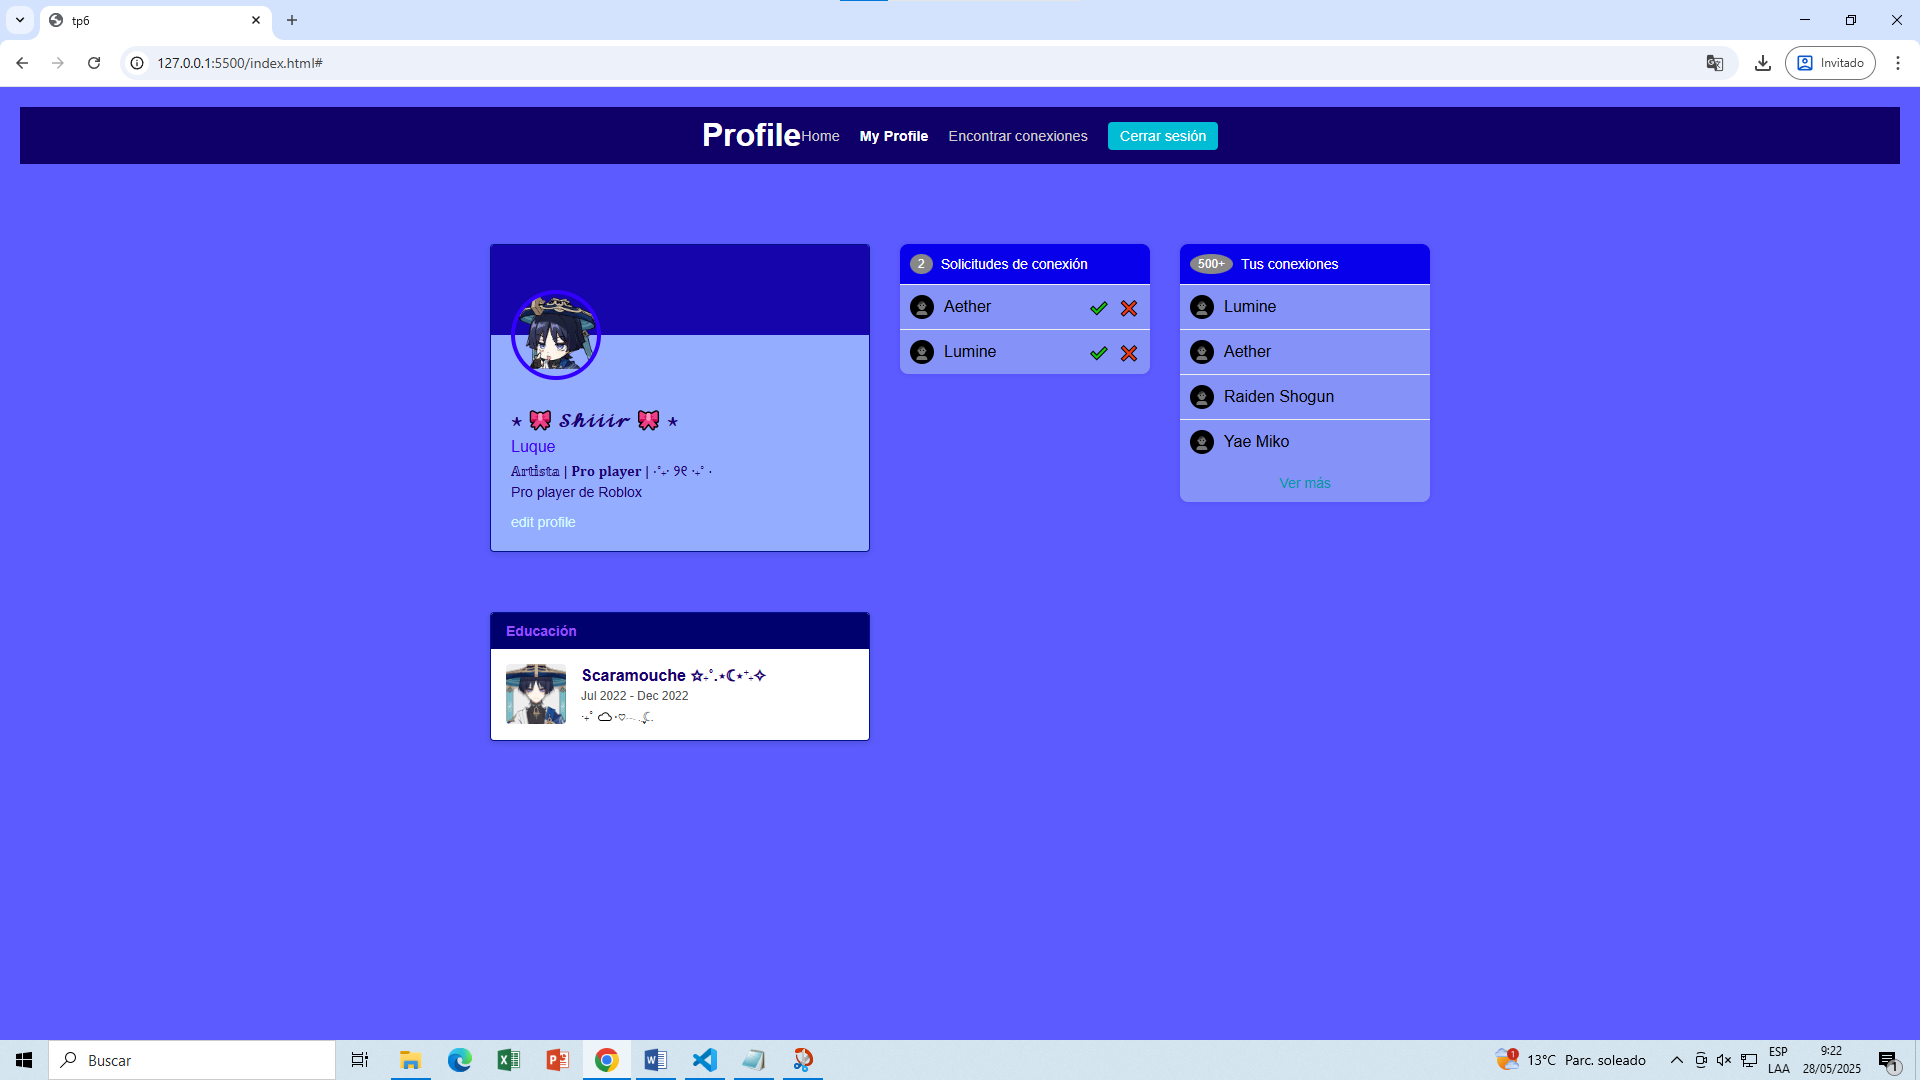 tp6
127.0.0.1:5500/index.html#
Invitado
Profile
Home
My Profile
Encontrar conexiones
Cerrar sesión
⋆ 🎀 𝓢𝓱𝓲𝓲𝓲𝓻 🎀 ⋆
Luque
𝔸𝕣𝕥𝕚𝕤𝕥𝕒 | 𝐏𝐫𝐨 𝐩𝐥𝐚𝐲𝐞𝐫 | ‧˚₊‧ ୨୧ ‧₊˚ ‧
Pro player de Roblox
edit profile
2 Solicitudes de conexión
Aether
Lumine
500+ Tus conexiones
Lumine
Aether
Raiden Shogun
Yae Miko
Ver más
Educación
Scaramouche ☆₊˚.⋆☾⋆⁺₊✧
Jul 2022 - Dec 2022
Buscar
1
13°C Parc. soleado
ESP
LAA
9:22
28/05/2025
1